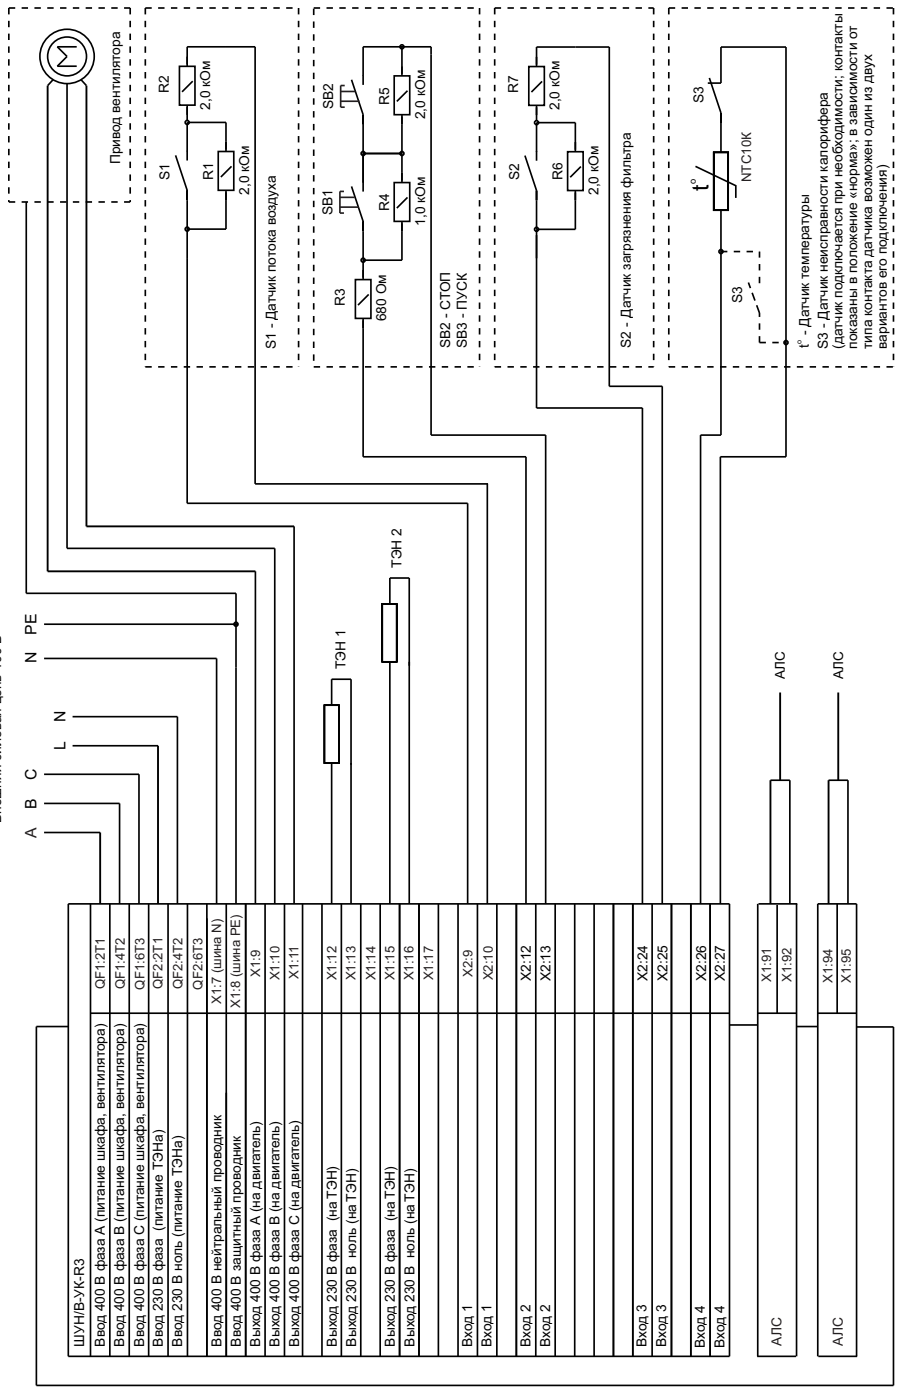 ШУН/В-УК-R3
Ввод 400 В фаза А (питание шкафа, вентилятора) QF1:2T1
Ввод 400 В фаза В (питание шкафа, вентилятора) QF1:4T2
Ввод 400 В фаза С (питание шкафа, вентилятора) QF1:6T3
Ввод 230 В фаза (питание ТЭНа) QF2:2T1
Ввод 230 В ноль (питание ТЭНа) QF2:4T2
QF2:6T3
Ввод 400 В нейтральный проводник X1:7 (шина N)
Ввод 400 В защитный проводник X1:8 (шина PE)
Выход 400 В фаза А (на двигатель) X1:9
Выход 400 В фаза В (на двигатель) X1:10
Выход 400 В фаза С (на двигатель) X1:11
Выход 230 В фаза (на ТЭН) X1:12
Выход 230 В ноль (на ТЭН) X1:13
X1:14
Выход 230 В фаза (на ТЭН) X1:15
Выход 230 В ноль (на ТЭН) X1:16
X1:17
Вход 1 X2:9
Вход 1 X2:10
Вход 2 X2:12
Вход 2 X2:13
Вход 3 X2:24
Вход 3 X2:25
Вход 4 X2:26
Вход 4 X2:27
АЛС
X1:91
X1:92
АЛС
АЛС
X1:94
X1:95
АЛС
A
B
C
L
N
N
PE
ТЭН 1
ТЭН 2
M
Привод вентилятора
S1
R2
2,0 кОм
R1
2,0 кОм
S1 - Датчик потока воздуха
SB2
R5
2,0 кОм
SB1
R4
1,0 кОм
R3
680 Ом
SB2 - СТОП
SB3 - ПУСК
R7
2,0 кОм
S2
R6
2,0 кОм
S2 - Датчик загрязнения фильтра
S3
t°
NTC10K
S3
t° - Датчик температуры
S3 - Датчик неисправности калорифера
(датчик подключается при необходимости; контакты
показаны в положение «норма»; в зависимости от
типа контакта датчика возможен один из двух
вариантов его подключения)